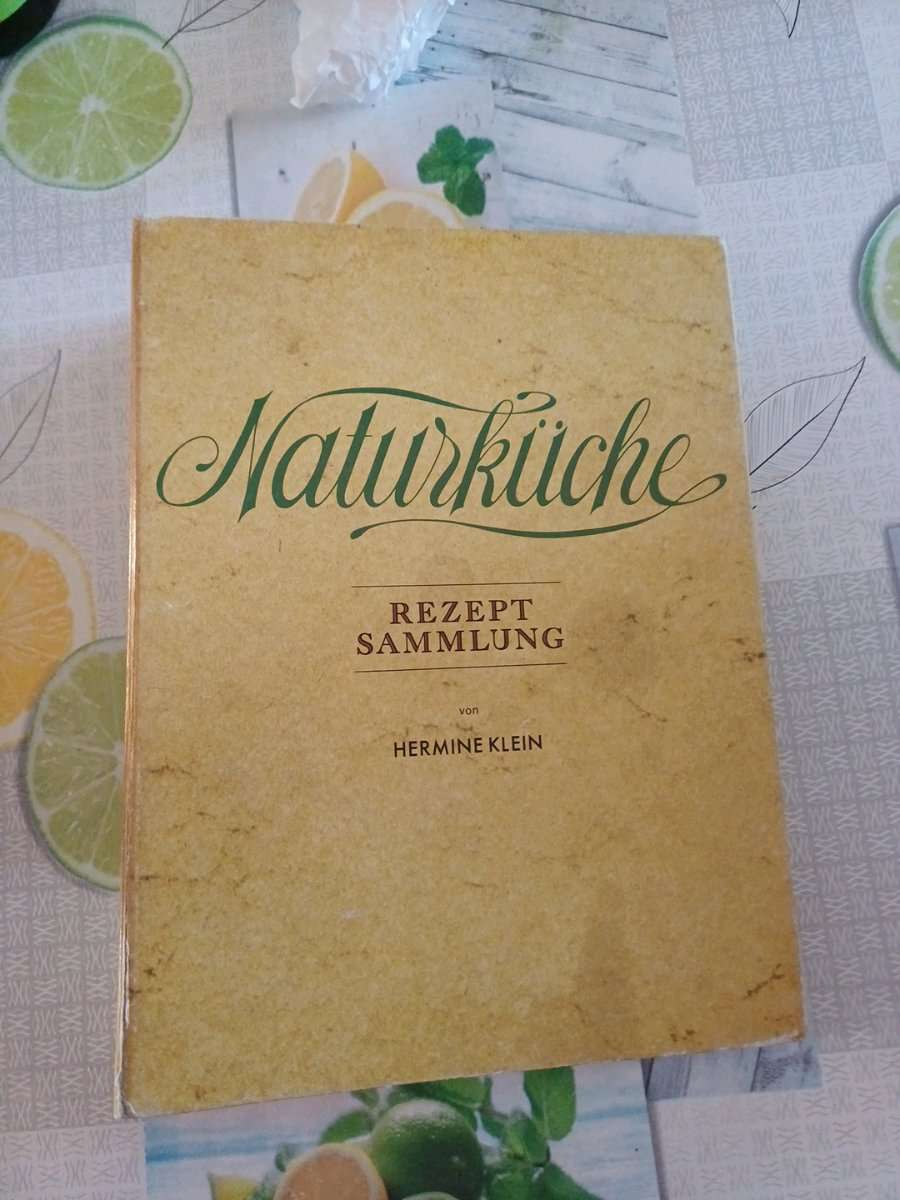 Naturküche
REZEPT
SAMMLUNG
von
HERMINE KLEIN